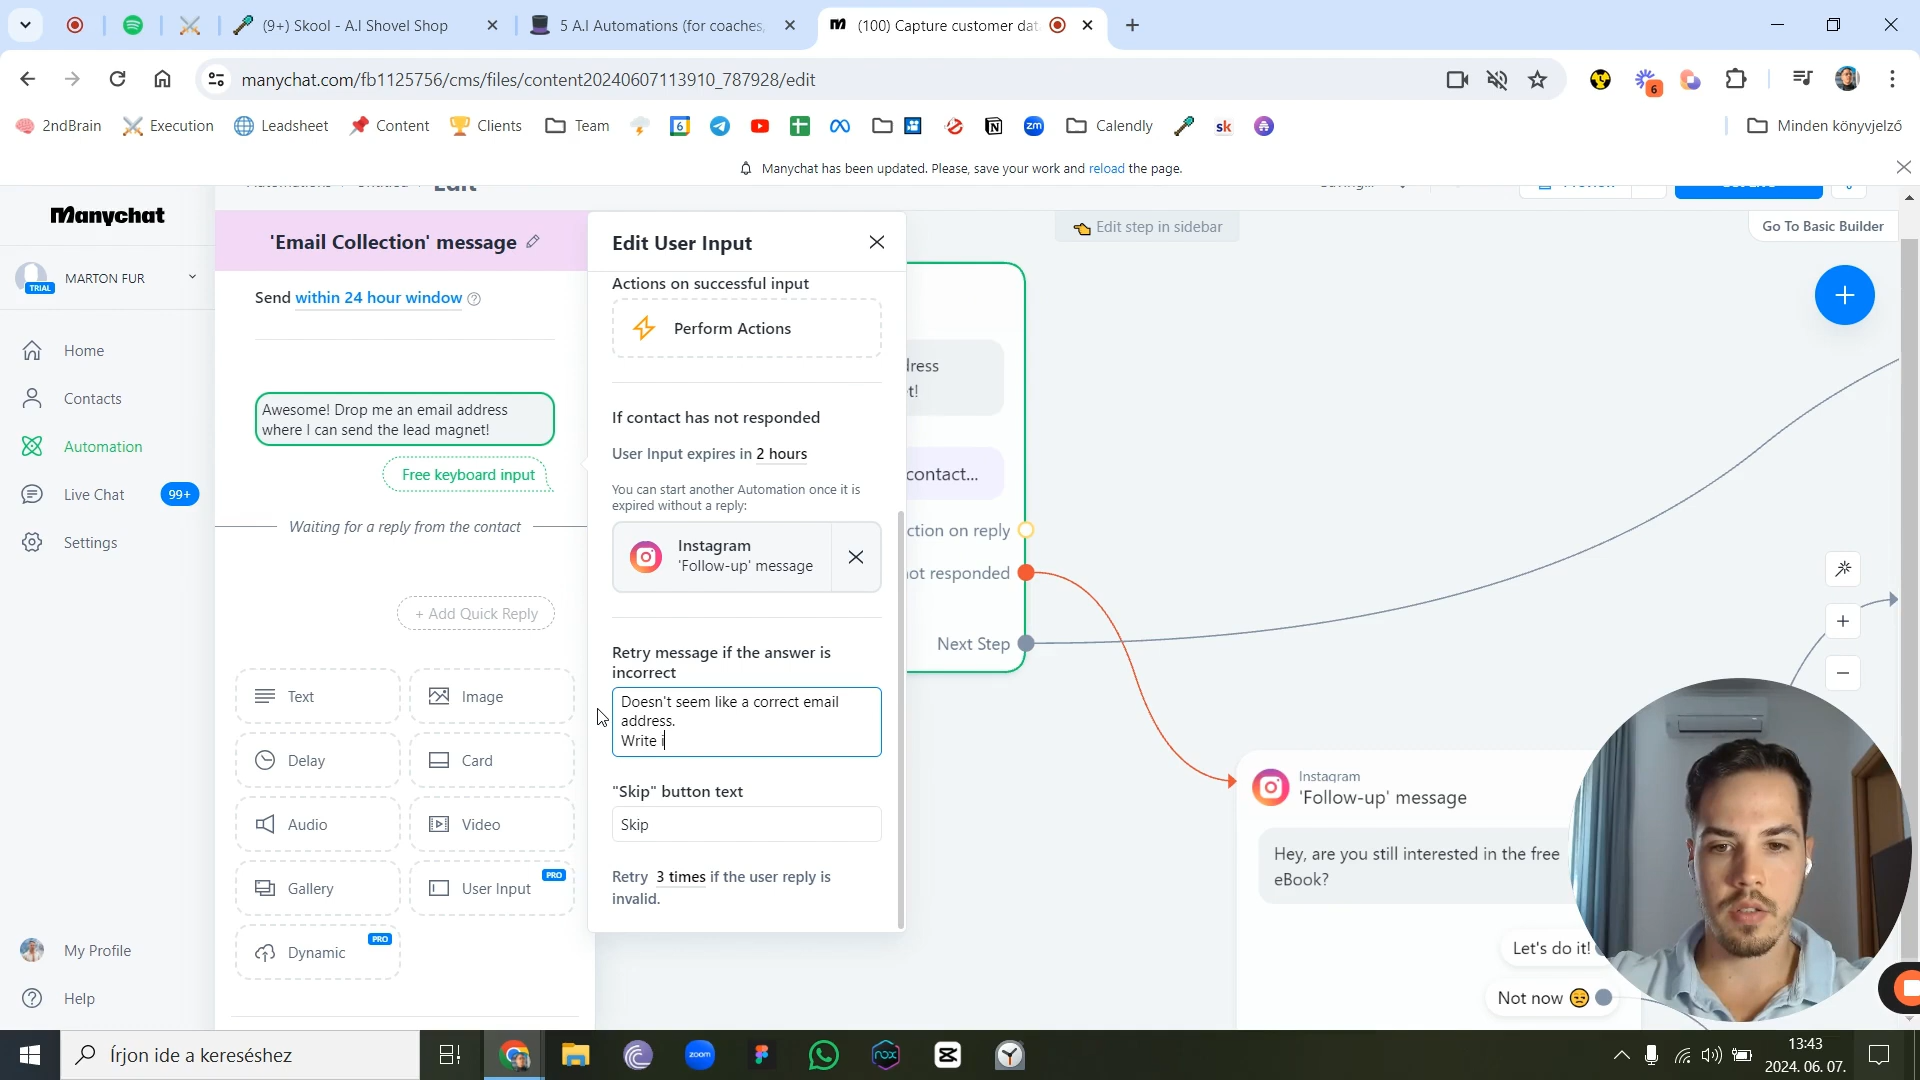 (9+) Skool - A.I Shovel Shop
5 A.I Automations (for coaches,
(100) Capture customer dat
manychat.com/fb1125756/cms/files/content20240607113910_787928/edit
6
2ndBrain
Execution
Leadsheet
Content
Clients
Team
6
zm
Calendly
sk
Minden könyvjelző
Manychat has been updated. Please, save your work and reload the page.
Edit
Saving...
Manychat
MARTON FUR
TRIAL
Home
Contacts
Automation
Live Chat
99+
Settings
My Profile
Help
'Email Collection' message
Send within 24 hour window
Awesome! Drop me an email address
where I can send the lead magnet!
Free keyboard input
Waiting for a reply from the contact
+ Add Quick Reply
Text
Image
Delay
Card
Audio
Video
Gallery
User Input
PRO
Dynamic
PRO
Edit User Input
Actions on successful input
Perform Actions
If contact has not responded
User Input expires in 2 hours
You can start another Automation once it is
expired without a reply:
Instagram
'Follow-up' message
Retry message if the answer is
incorrect
Doesn't seem like a correct email
address.
Write i
"Skip" button text
Skip
Retry 3 times if the user reply is
invalid.
Edit step in sidebar
Go To Basic Builder
dress
t!
contact...
ction on reply
ot responded
Next Step
Instagram
'Follow-up' message
Hey, are you still interested in the free
eBook?
Let's do it!
Not now
Írjon ide a kereséshez
zoom
nox
13:43
2024. 06. 07.